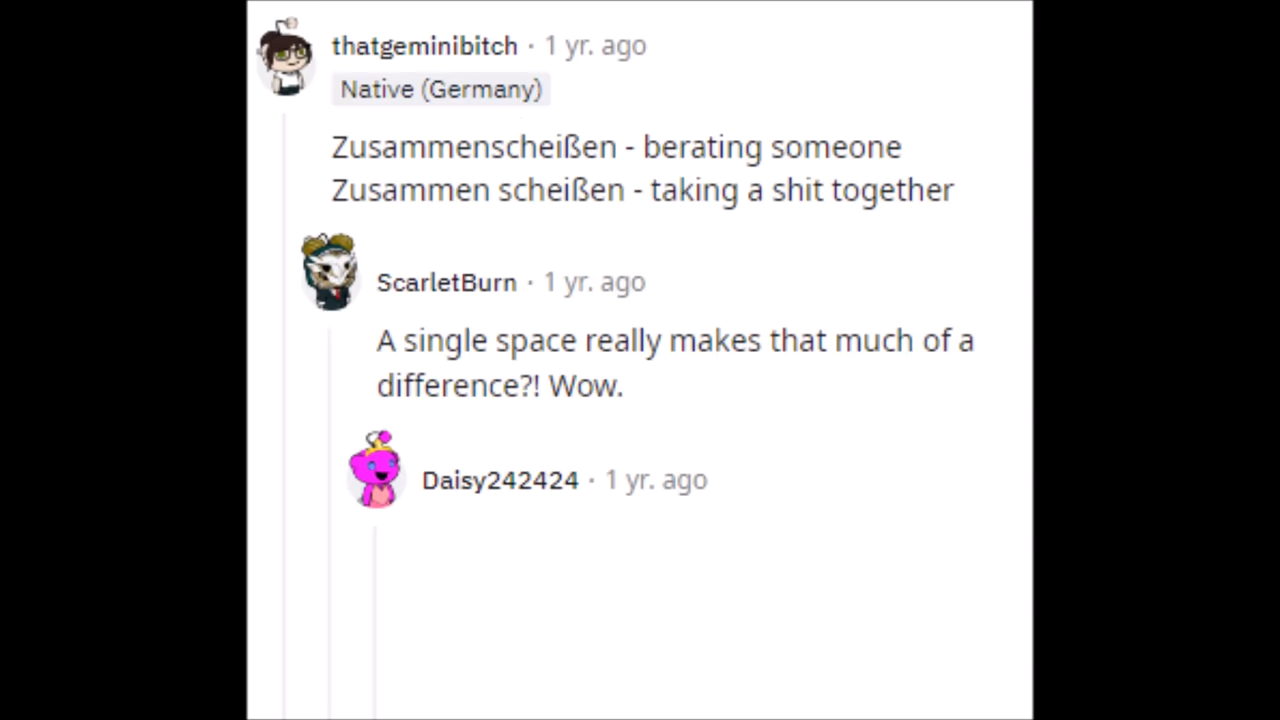 thatgeminibitch · 1 yr. ago
Native (Germany)
Zusammenscheißen - berating someone
Zusammen scheißen - taking a shit together
ScarletBurn · 1 yr. ago
A single space really makes that much of a
difference?! Wow.
Daisy242424 · 1 yr. ago